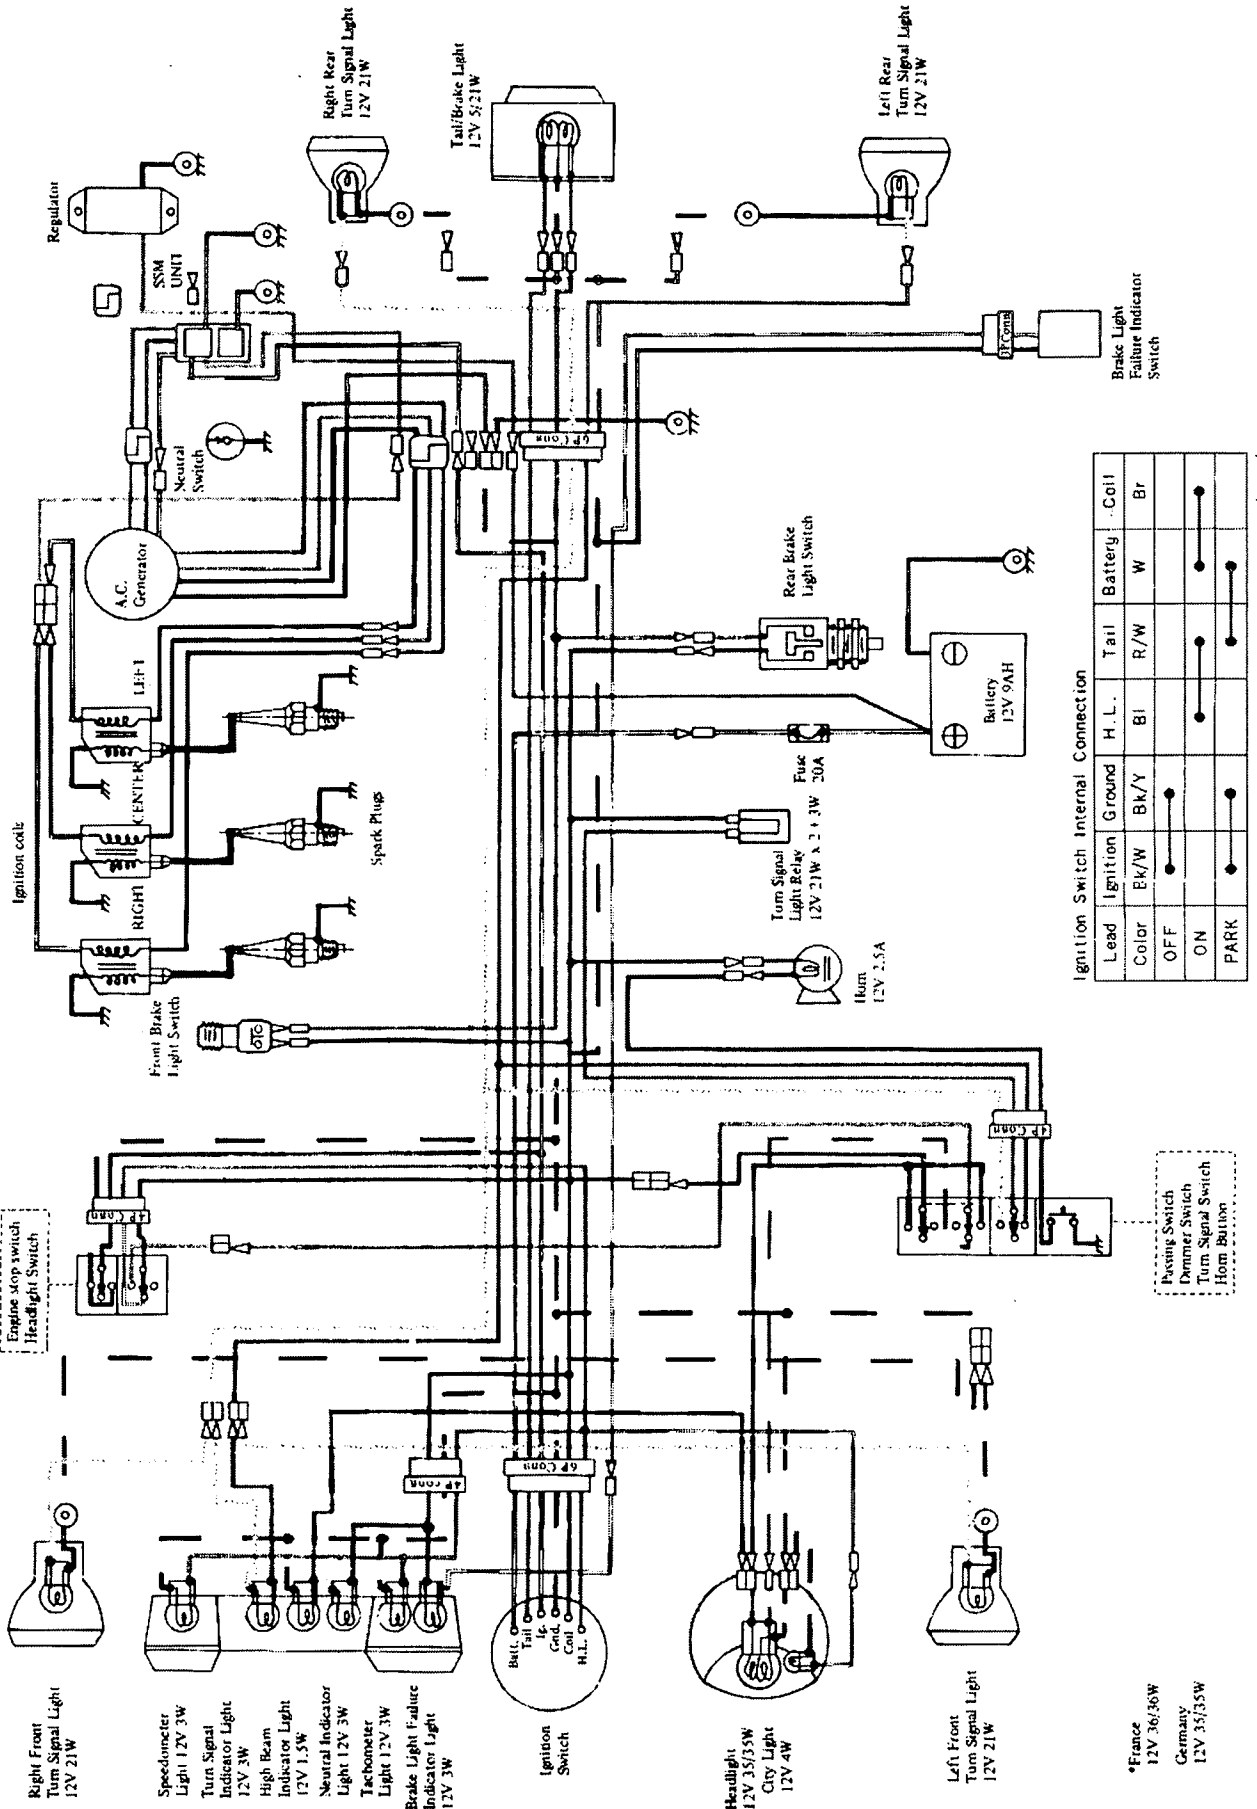 Right Rear
Turn Signal Light
12V 21W
Tail/Brake Light
12V 5/21W
Left Rear
Turn Signal Light
12V 21W
Regulator
SSM
UNIT
Brake Light
Failure Indicator
Switch
3P Conn
Neutral
Switch
A.C.
Generator
6P Conn
Rear Brake
Light Switch
Battery
12V 9AH
Fuse
20A
Turn Signal
Light Relay
12V 21W x 2 + 3W
Horn
12V 2.5A
Ignition coils
LEFT
CENTER
RIGHT
Spark Plugs
Front Brake
Light Switch
Ignition Switch Internal Connection
Lead Ignition Ground H.L. Tail Battery Coil
Color Bk/W Bk/Y Bl R/W W Br
OFF
ON
PARK
Engine stop switch
Headlight Switch
4P Conn
4P Conn
Passing Switch
Dimmer Switch
Turn Signal Switch
Horn Button
4P conn
6P Conn
Batt.
Tail
Ig.
Gnd.
Coil
H.L.
Right Front
Turn Signal Light
12V 21W
Speedometer
Light 12V 3W
Turn Signal
Indicator Light
12V 3W
High Beam
Indicator Light
12V 1.5W
Neutral Indicator
Light 12V 3W
Tachometer
Light 12V 3W
Brake Light Failure
Indicator Light
12V 3W
Ignition
Switch
Headlight
12V 35/35W
City Light
12V 4W
Left Front
Turn Signal Light
12V 21W
*France
12V 36/36W
Germany
12V 35/35W